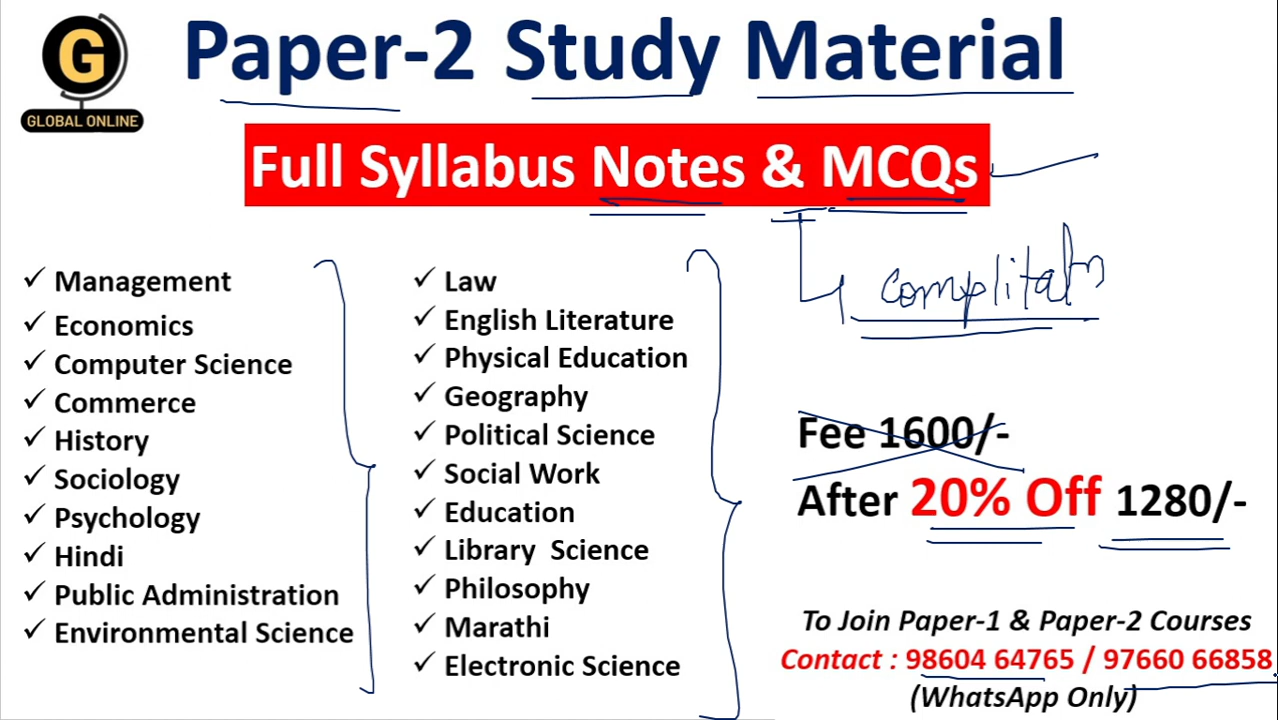 G
GLOBAL ONLINE
Paper-2 Study Material
Full Syllabus Notes & MCQs
Management
Economics
Computer Science
Commerce
History
Sociology
Psychology
Hindi
Public Administration
Environmental Science
Law
English Literature
Physical Education
Geography
Political Science
Social Work
Education
Library Science
Philosophy
Marathi
Electronic Science
Fee 1600/-
After 20% Off 1280/-
To Join Paper-1 & Paper-2 Courses
Contact : 98604 64765 / 97660 66858
(WhatsApp Only)